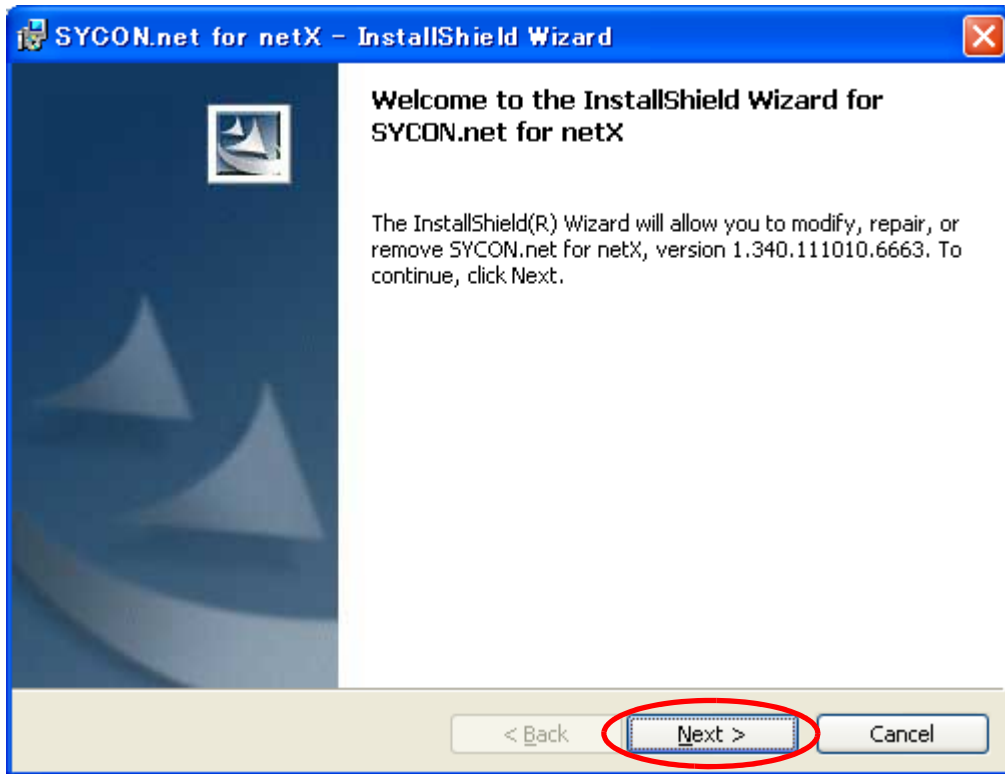 SYCON.net for netX - InstallShield Wizard
Welcome to the InstallShield Wizard for
SYCON.net for netX
The InstallShield(R) Wizard will allow you to modify, repair, or
remove SYCON.net for netX, version 1.340.111010.6663. To
continue, click Next.
< Back
Next >
Cancel